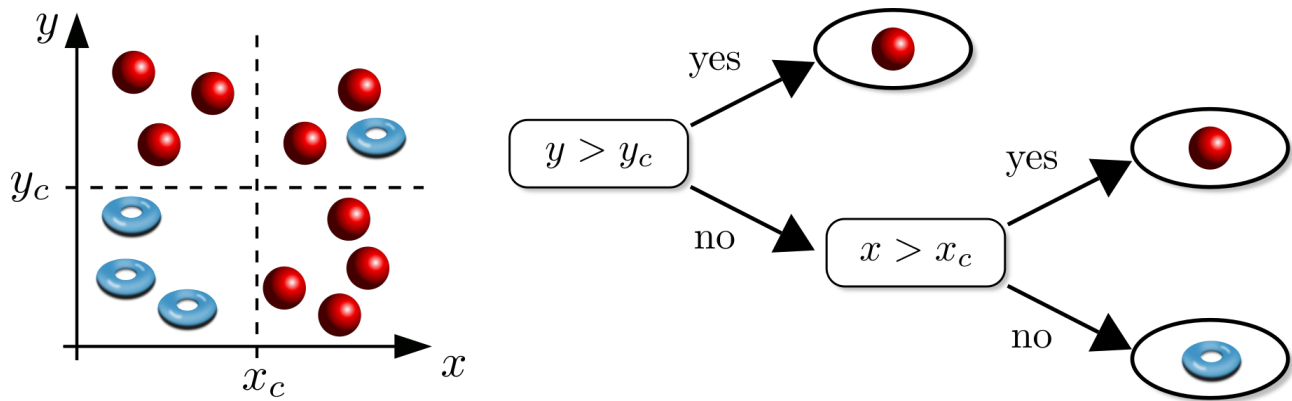 y
y_c
x_c
x
y > y_c
yes
no
x > x_c
yes
no